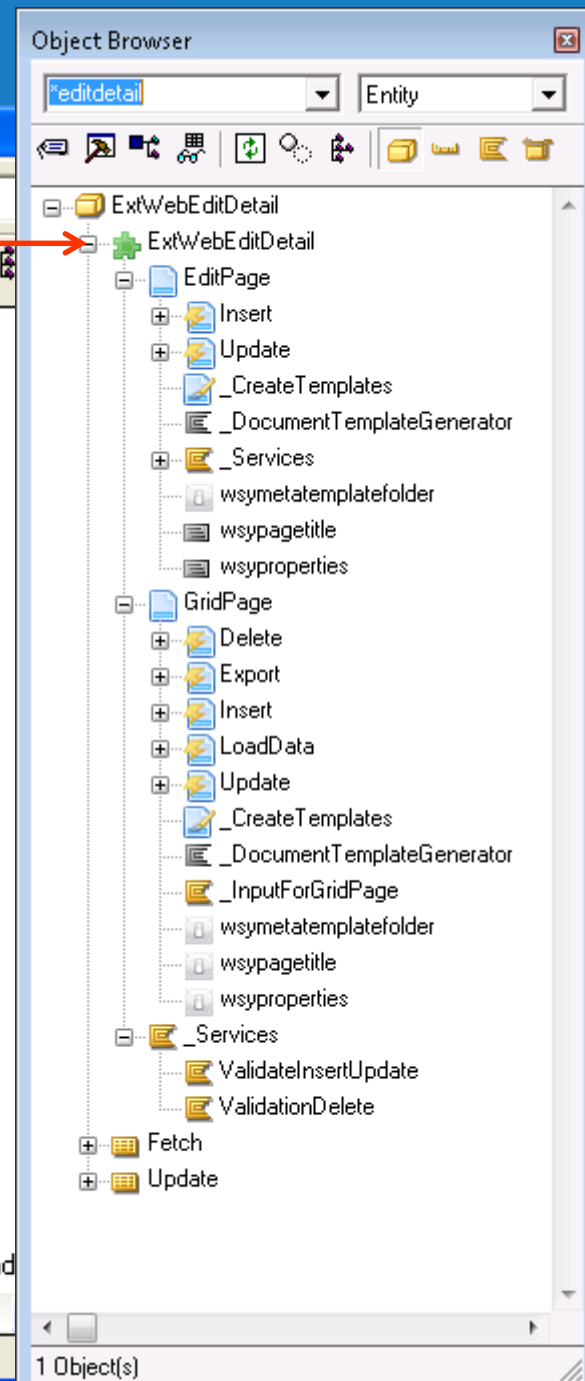 Object Browser
*editdetail Entity
ExtWebEditDetail
ExtWebEditDetail
EditPage
Insert
Update
_CreateTemplates
_DocumentTemplateGenerator
_Services
wsymetatemplatefolder
wsypagetitle
wsyproperties
GridPage
Delete
Export
Insert
LoadData
Update
_CreateTemplates
_DocumentTemplateGenerator
_InputForGridPage
wsymetatemplatefolder
wsypagetitle
wsyproperties
_Services
ValidateInsertUpdate
ValidationDelete
Fetch
Update
1 Object(s)